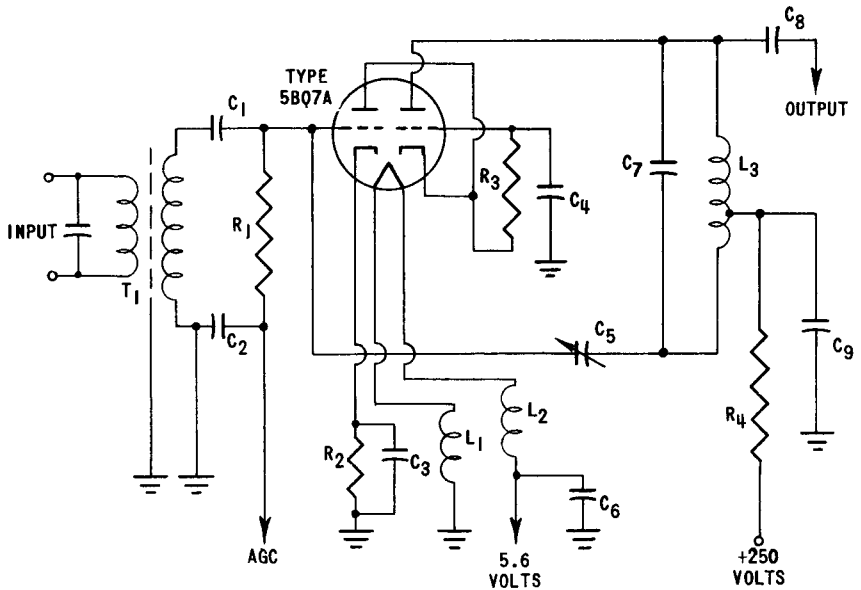 C8
TYPE
5BQ7A
OUTPUT
C1
R3
C7
L3
C4
R1
INPUT
T1
C2
C5
C9
L2
R4
L1
R2
C3
C6
AGC
5.6
VOLTS
+250
VOLTS